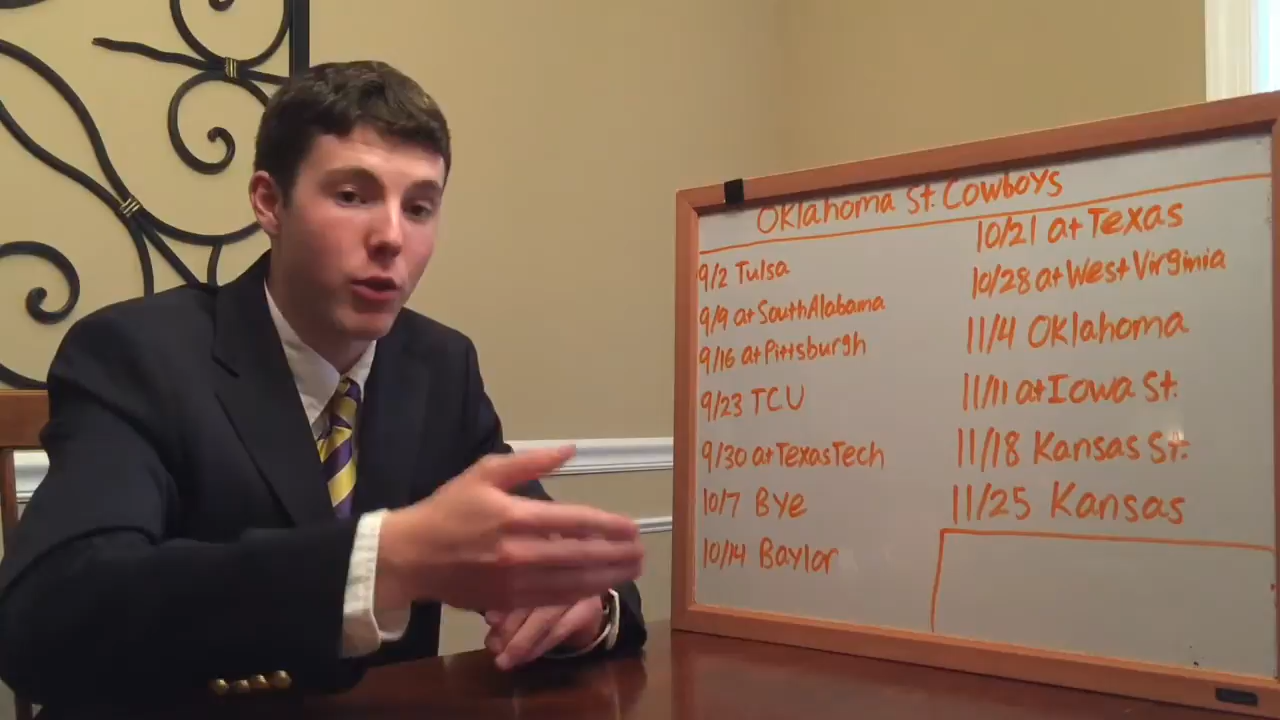 Oklahoma St. Cowboys
9/2 Tulsa
9/9 at South Alabama
9/16 at Pittsburgh
9/23 TCU
9/30 at Texas Tech
10/7 Bye
10/14 Baylor
10/21 at Texas
10/28 at West Virginia
11/4 Oklahoma
11/11 at Iowa St.
11/18 Kansas St.
11/25 Kansas